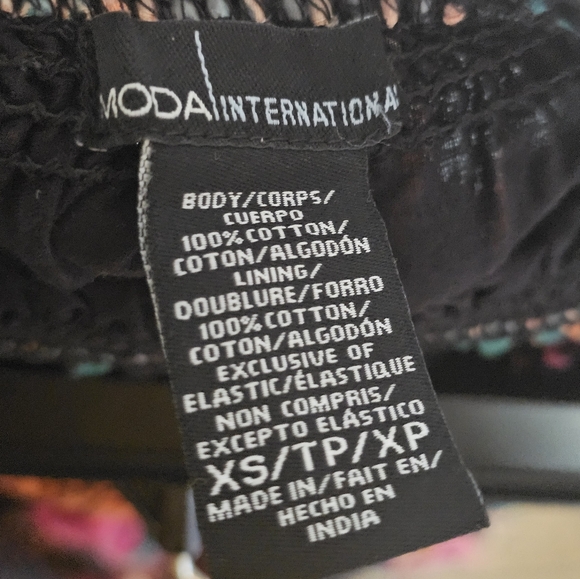 MODA INTERNATIONAL
BODY/CORPS/
CUERPO
100% COTTON/
COTON/ALGODÓN
LINING/
DOUBLURE/FORRO
100% COTTON/
COTON/ALGODÓN
EXCLUSIVE OF
ELASTIC/ÉLASTIQUE
NON COMPRIS/
EXCEPTO ELÁSTICO
XS/TP/XP
MADE IN/FAIT EN/
HECHO EN
INDIA